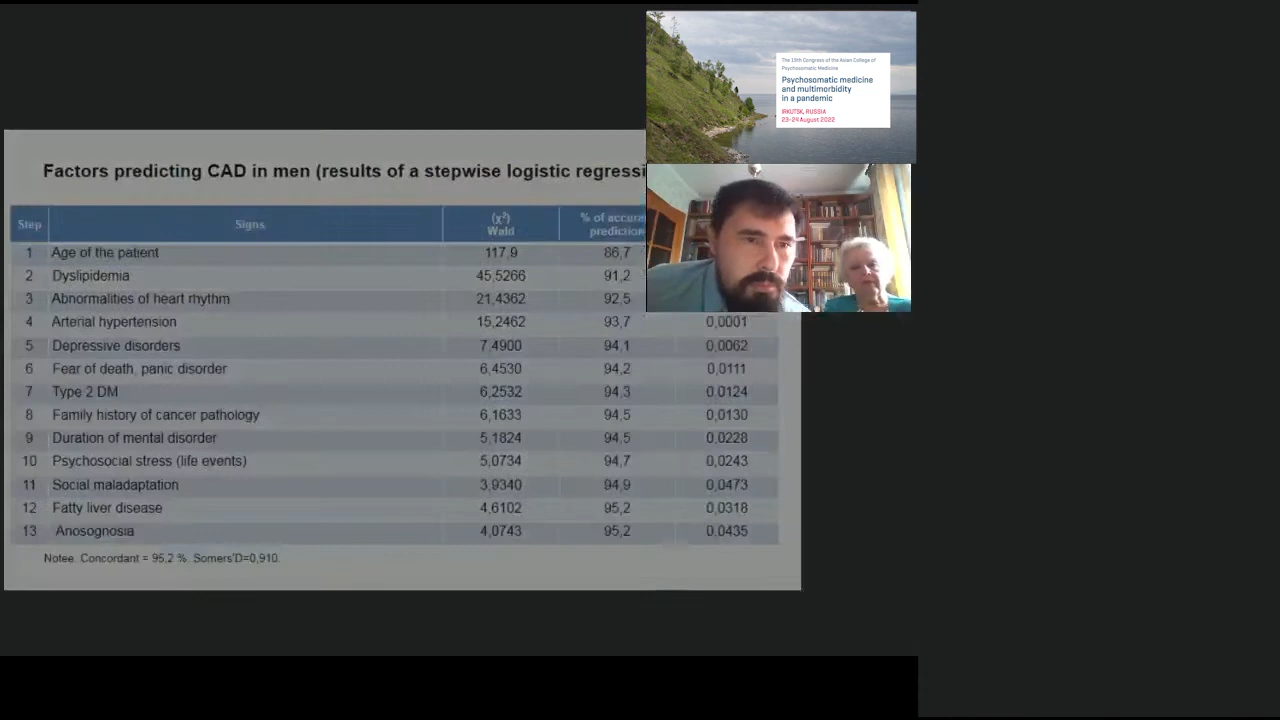 The 19th Congress of the Asian College of
Psychosomatic Medicine
Psychosomatic medicine
and multimorbidity
in a pandemic
IRKUTSK, RUSSIA
23-24 August 2022
Factors predicting CAD in men (results of a stepwise logistic regressi
Step Signs (χ²) Wald % of accura prediction
1 Age of the patient 117,9 86,7
2 Dyslipidemia 45,5266 91,2
3 Abnormalities of heart rhythm 21,4362 92,5
4 Arterial hypertension 15,2462 93,7 0,0001
5 Depressive disorders 7,4900 94,1 0,0062
6 Fear of death, panic disorder 6,4530 94,2 0,0111
7 Type 2 DM 6,2532 94,3 0,0124
8 Family history of cancer pathology 6,1633 94,5 0,0130
9 Duration of mental disorder 5,1824 94,5 0,0228
10 Psychosocial stress (life events) 5,0734 94,7 0,0243
11 Social maladaptation 3,9340 94,9 0,0473
12 Fatty liver disease 4,6102 95,2 0,0318
13 Anosognosia 4,0743 95,2 0,0435
Notee. Concordant = 95,2 %. Somers'D=0,910.